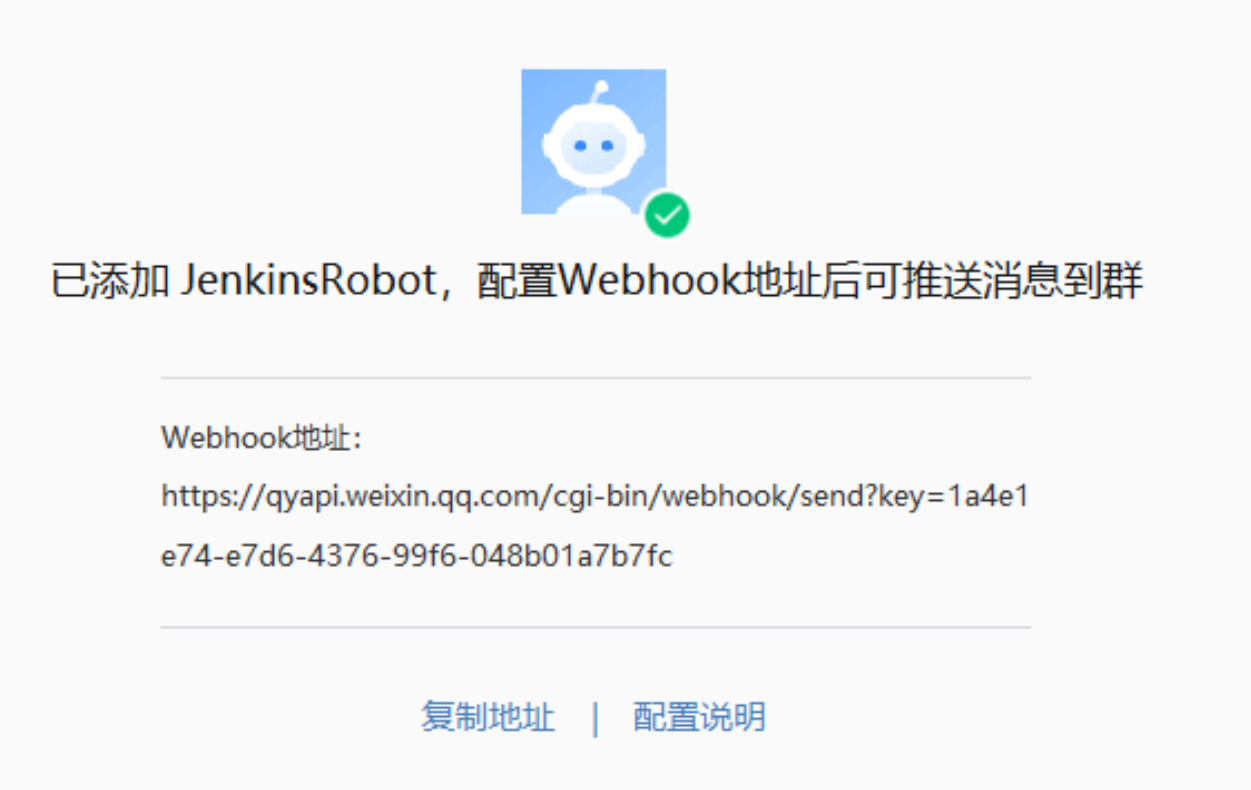 已添加 JenkinsRobot，配置Webhook地址后可推送消息到群
Webhook地址：
https://qyapi.weixin.qq.com/cgi-bin/webhook/send?key=1a4e1
e74-e7d6-4376-99f6-048b01a7b7fc
复制地址 | 配置说明